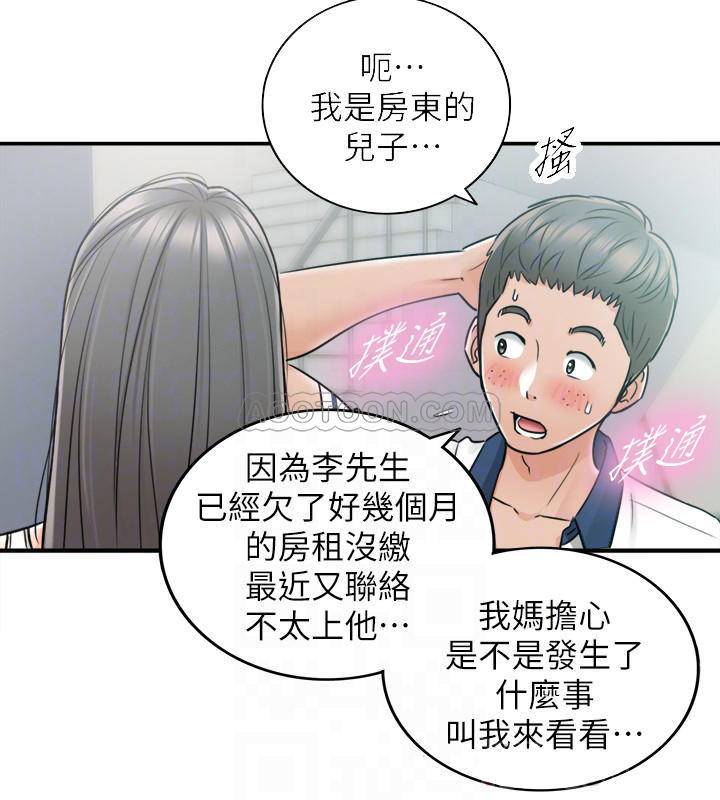 呃…
我是房東的
兒子…
搔
撲通
撲通
因為李先生
已經欠了好幾個月
的房租沒繳
最近又聯絡
不太上他…
我媽擔心
是不是發生了
什麼事
叫我來看看…